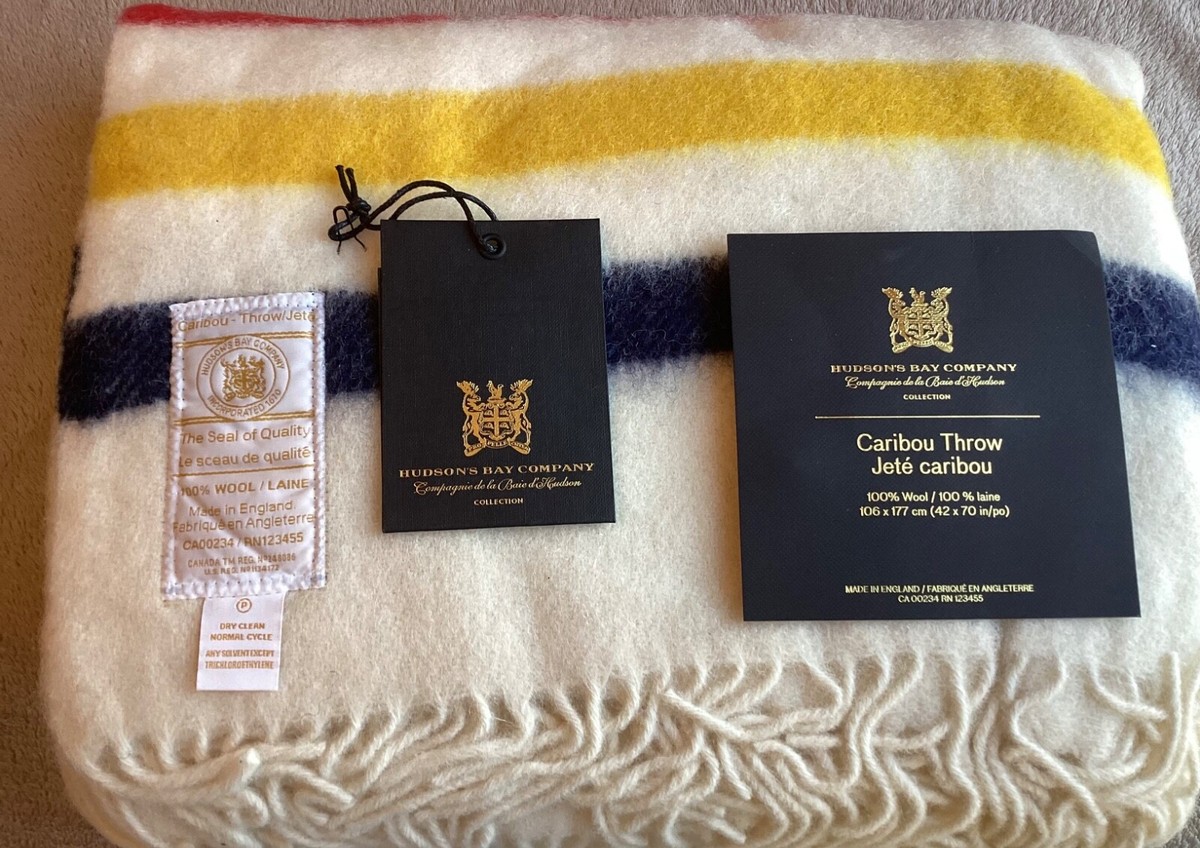 Caribou - Throw/Jeté
HUDSON'S BAY COMPANY
INCORPORATED 1670
The Seal of Quality
Le sceau de qualité
100% WOOL / LAINE
Made in England
Fabriqué en Angleterre
CA00234 / RN123455
CANADA TM REG.
U.S. REG.
P
DRY CLEAN
NORMAL CYCLE
ANY SOLVENT EXCEPT
TRICHLOROETHYLENE
HUDSON'S BAY COMPANY
Compagnie de la Baie d'Hudson
COLLECTION
HUDSON'S BAY COMPANY
Compagnie de la Baie d'Hudson
COLLECTION
Caribou Throw
Jeté caribou
100% Wool / 100 % laine
106 x 177 cm (42 x 70 in/po)
MADE IN ENGLAND / FABRIQUÉ EN ANGLETERRE
CA 00234 RN 123455